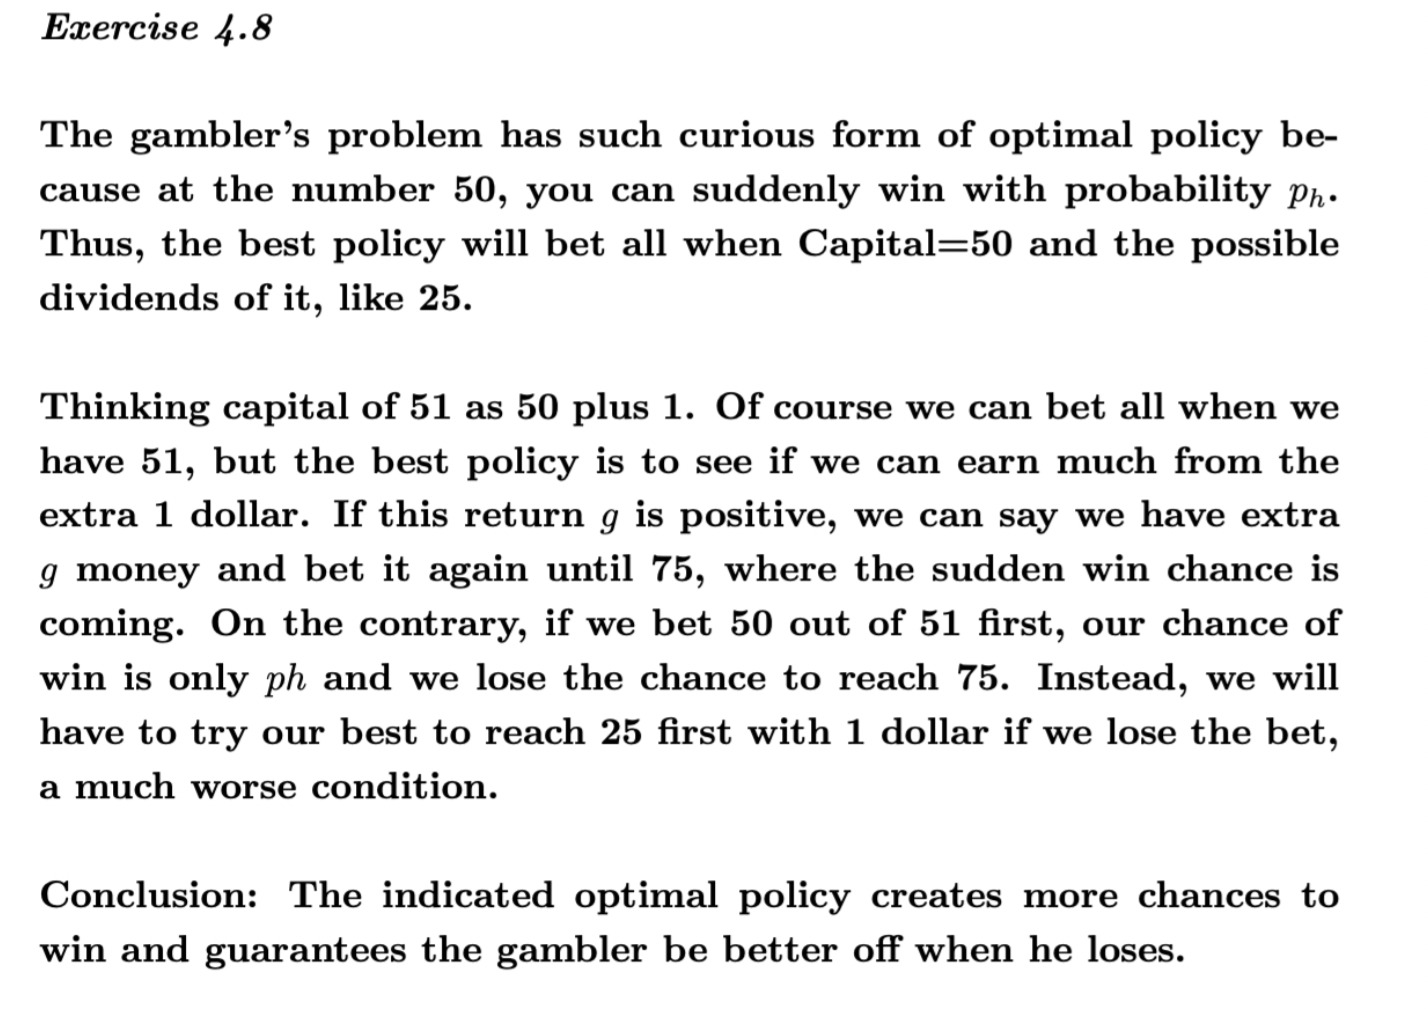 Exercise 4.8
The gambler's problem has such curious form of optimal policy be-
cause at the number 50, you can suddenly win with probability pₕ.
Thus, the best policy will bet all when Capital=50 and the possible
dividends of it, like 25.
Thinking capital of 51 as 50 plus 1. Of course we can bet all when we
have 51, but the best policy is to see if we can earn much from the
extra 1 dollar. If this return g is positive, we can say we have extra
g money and bet it again until 75, where the sudden win chance is
coming. On the contrary, if we bet 50 out of 51 first, our chance of
win is only ph and we lose the chance to reach 75. Instead, we will
have to try our best to reach 25 first with 1 dollar if we lose the bet,
a much worse condition.
Conclusion: The indicated optimal policy creates more chances to
win and guarantees the gambler be better off when he loses.